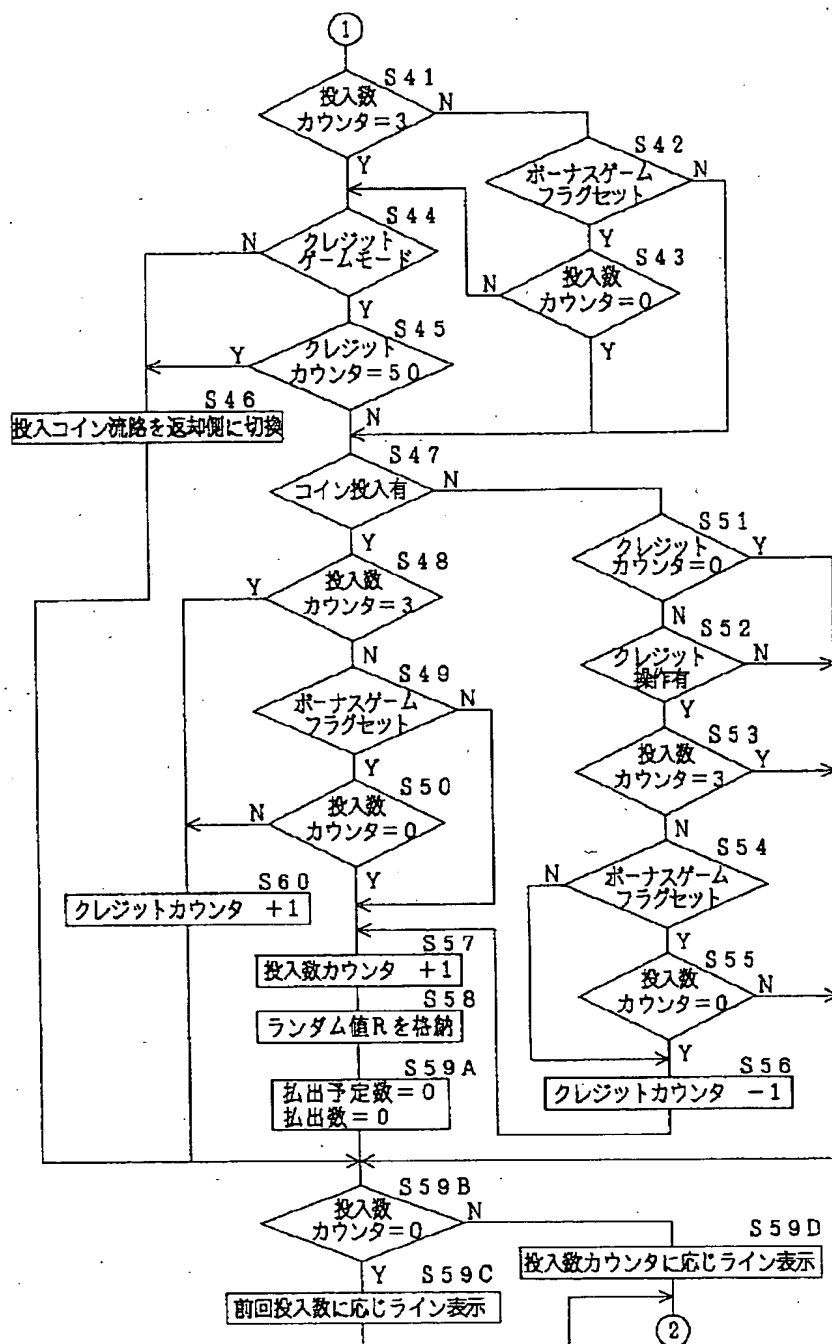 1
S41
投入数
カウンタ=3
N
Y
S42
ボーナスゲーム
フラグセット
N
Y
S43
投入数
カウンタ=0
N
Y
S44
クレジット
ゲームモード
N
Y
S45
クレジット
カウンタ=50
Y
N
S46
投入コイン流路を返却側に切換
S47
コイン投入有
N
Y
S48
投入数
カウンタ=3
Y
N
S49
ボーナスゲーム
フラグセット
N
Y
S50
投入数
カウンタ=0
N
Y
S60
クレジットカウンタ +1
S51
クレジット
カウンタ=0
Y
N
S52
クレジット
操作有
N
Y
S53
投入数
カウンタ=3
Y
N
S54
ボーナスゲーム
フラグセット
N
Y
S55
投入数
カウンタ=0
N
Y
S56
クレジットカウンタ -1
S57
投入数カウンタ +1
S58
ランダム値Rを格納
S59A
払出予定数=0
払出数=0
S59B
投入数
カウンタ=0
N
Y
S59C
前回投入数に応じライン表示
S59D
投入数カウンタに応じライン表示
2